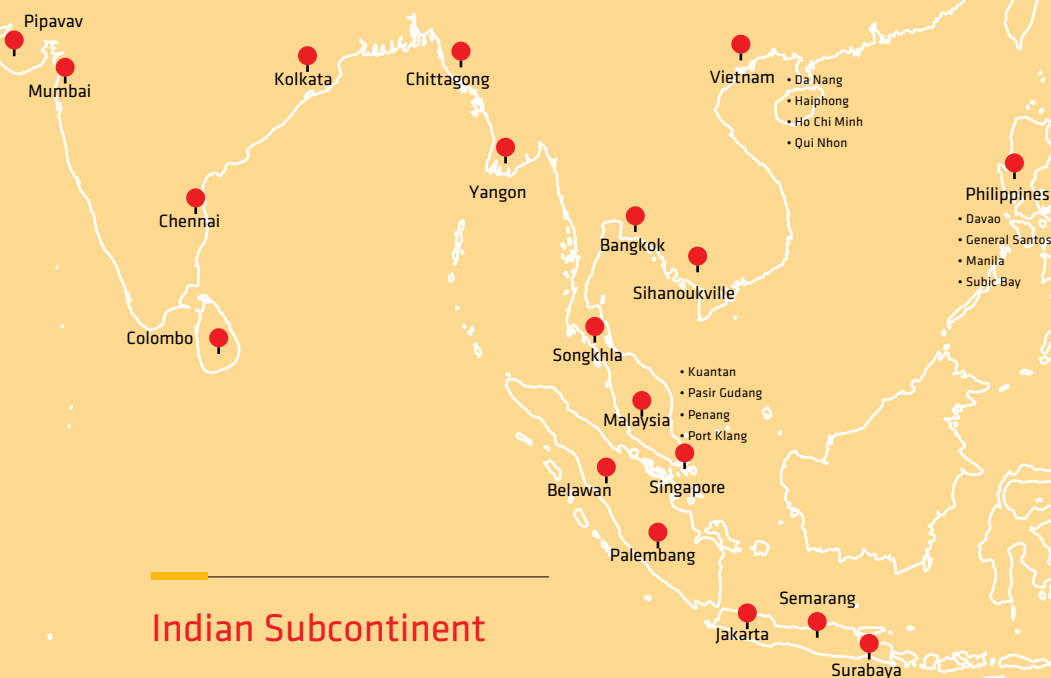 Pipavav
Mumbai
Kolkata
Chittagong
Vietnam
• Da Nang
• Haiphong
• Ho Chi Minh
• Qui Nhon
Yangon
Philippines
• Davao
• General Santos
• Manila
• Subic Bay
Chennai
Bangkok
Sihanoukville
Colombo
Songkhla
Malaysia
• Kuantan
• Pasir Gudang
• Penang
• Port Klang
Belawan
Singapore
Palembang
Semarang
Jakarta
Surabaya
Indian Subcontinent